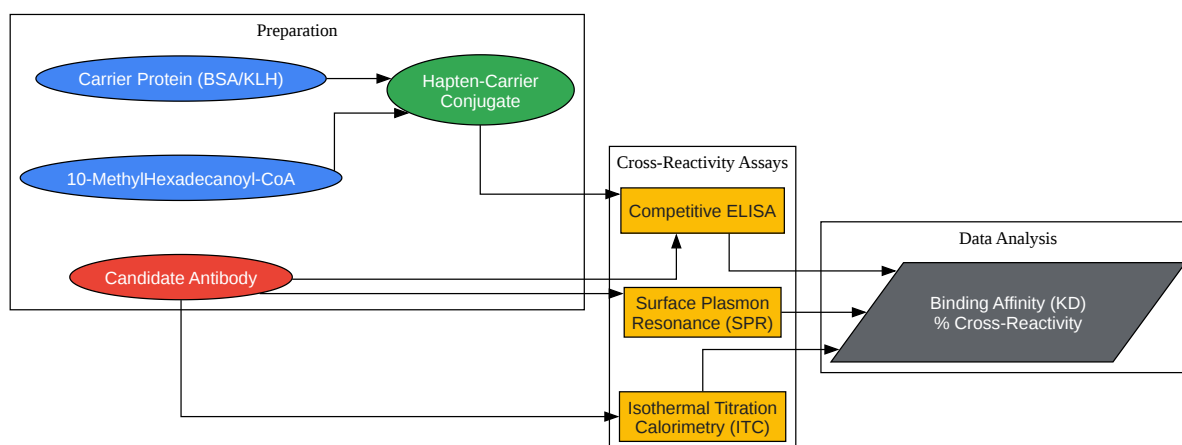 Preparation
Carrier Protein (BSA/KLH)
Hapten-Carrier
Conjugate
10-MethylHexadecanoyl-CoA
Candidate Antibody
Cross-Reactivity Assays
Competitive ELISA
Surface Plasmon
Resonance (SPR)
Isothermal Titration
Calorimetry (ITC)
Data Analysis
Binding Affinity (KD)
% Cross-Reactivity